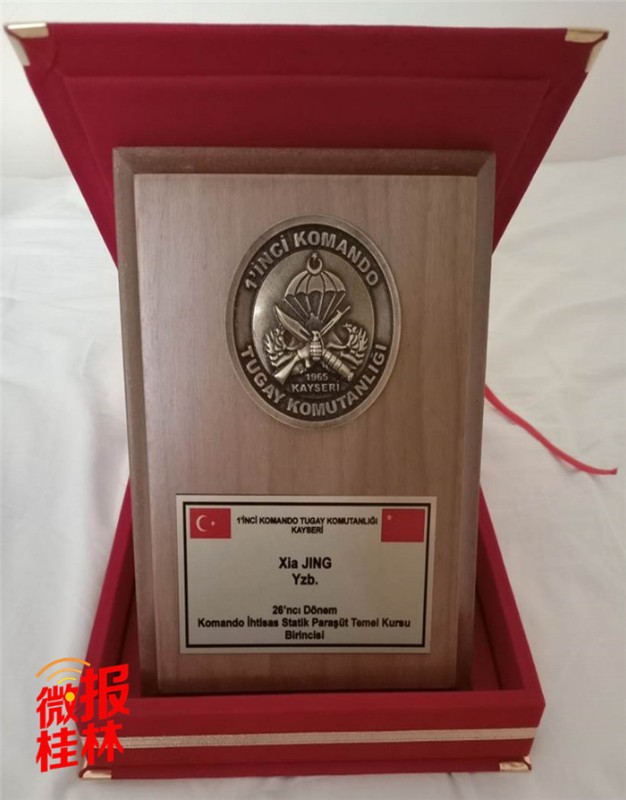 1'İNCİ KOMANDO
1965
KAYSERİ
TUGAY KOMUTANLIĞI
1'İNCİ KOMANDO TUGAY KOMUTANLIĞI
KAYSERİ
Xia JING
Yzb.
26'ncı Dönem
Komando İhtisas Statik Paraşüt Temel Kursu
Birincisi
微报
桂林